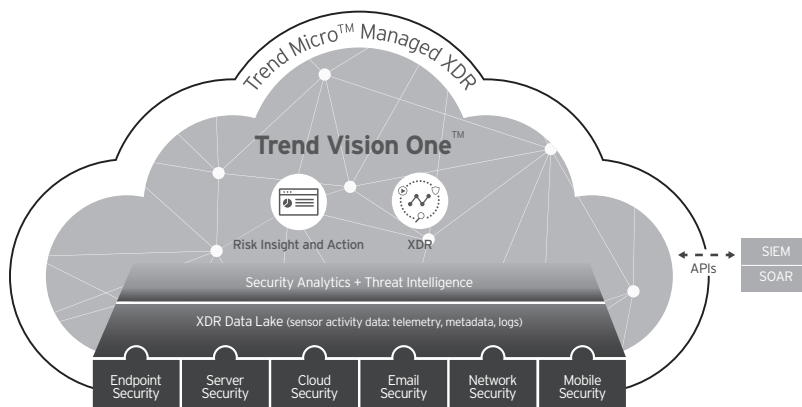 Trend Micro™ Managed XDR
Trend Vision One™
Risk Insight and Action
XDR
Security Analytics + Threat Intelligence
XDR Data Lake (sensor activity data: telemetry, metadata, logs)
Endpoint
Security
Server
Security
Cloud
Security
Email
Security
Network
Security
Mobile
Security
APIs
SIEM
SOAR